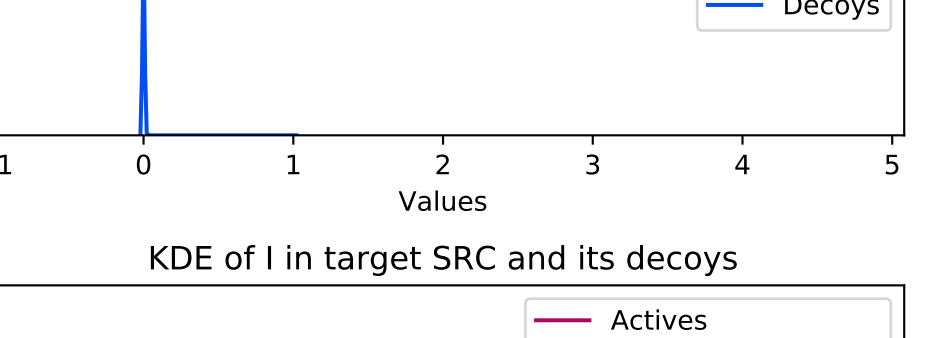 Decoys
1 0 1 2 3 4 5
Values
KDE of I in target SRC and its decoys
Actives